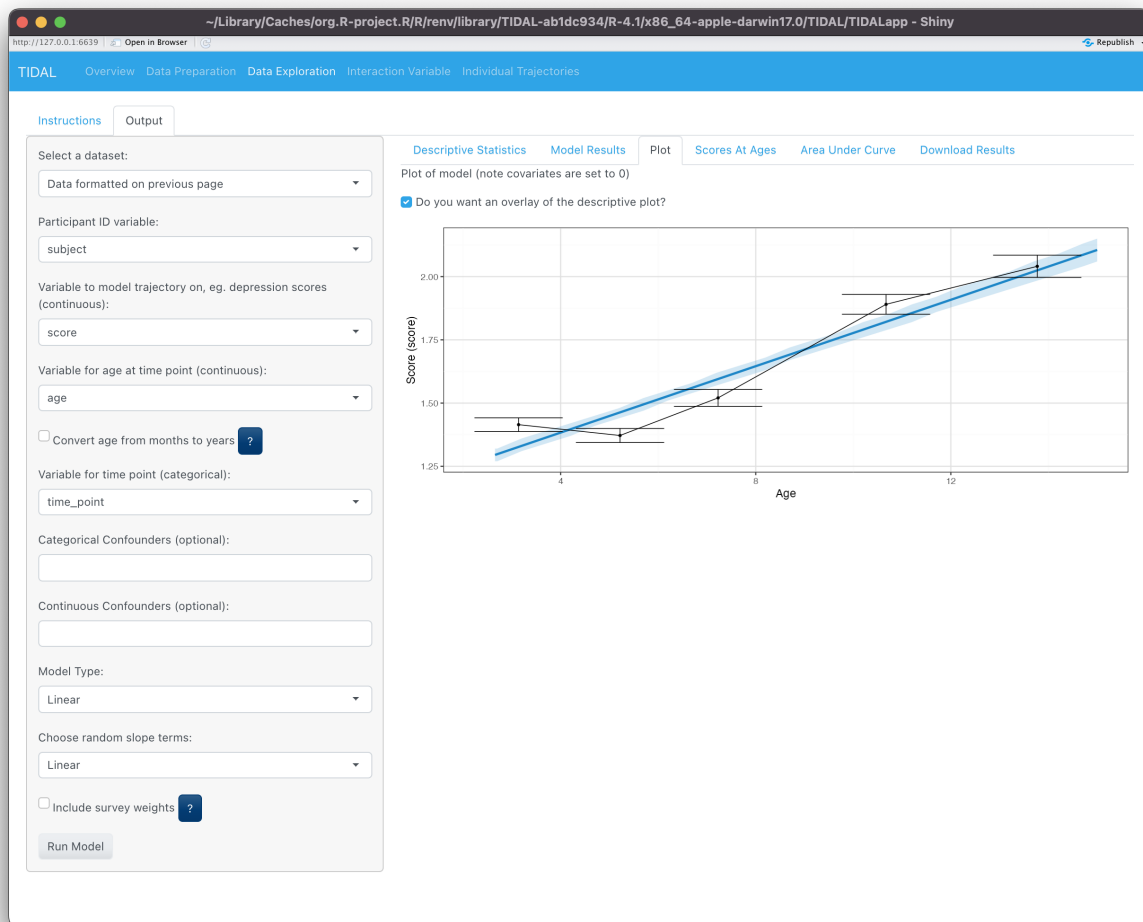 ~/Library/Caches/org.R-project.R/R/renv/library/TIDAL-ab1dc934/R-4.1/x86_64-apple-darwin17.0/TIDAL/TIDALapp - Shiny
http://127.0.0.1:6639 Open in Browser Republish
TIDAL Overview Data Preparation Data Exploration Interaction Variable Individual Trajectories
Instructions Output
Select a dataset:
Data formatted on previous page
Participant ID variable:
subject
Variable to model trajectory on, eg. depression scores
(continuous):
score
Variable for age at time point (continuous):
age
Convert age from months to years ?
Variable for time point (categorical):
time_point
Categorical Confounders (optional):
Continuous Confounders (optional):
Model Type:
Linear
Choose random slope terms:
Linear
Include survey weights ?
Run Model
Descriptive Statistics Model Results Plot Scores At Ages Area Under Curve Download Results
Plot of model (note covariates are set to 0)
Do you want an overlay of the descriptive plot?
Score (score)
2.00
1.75
1.50
1.25
4 8 12
Age